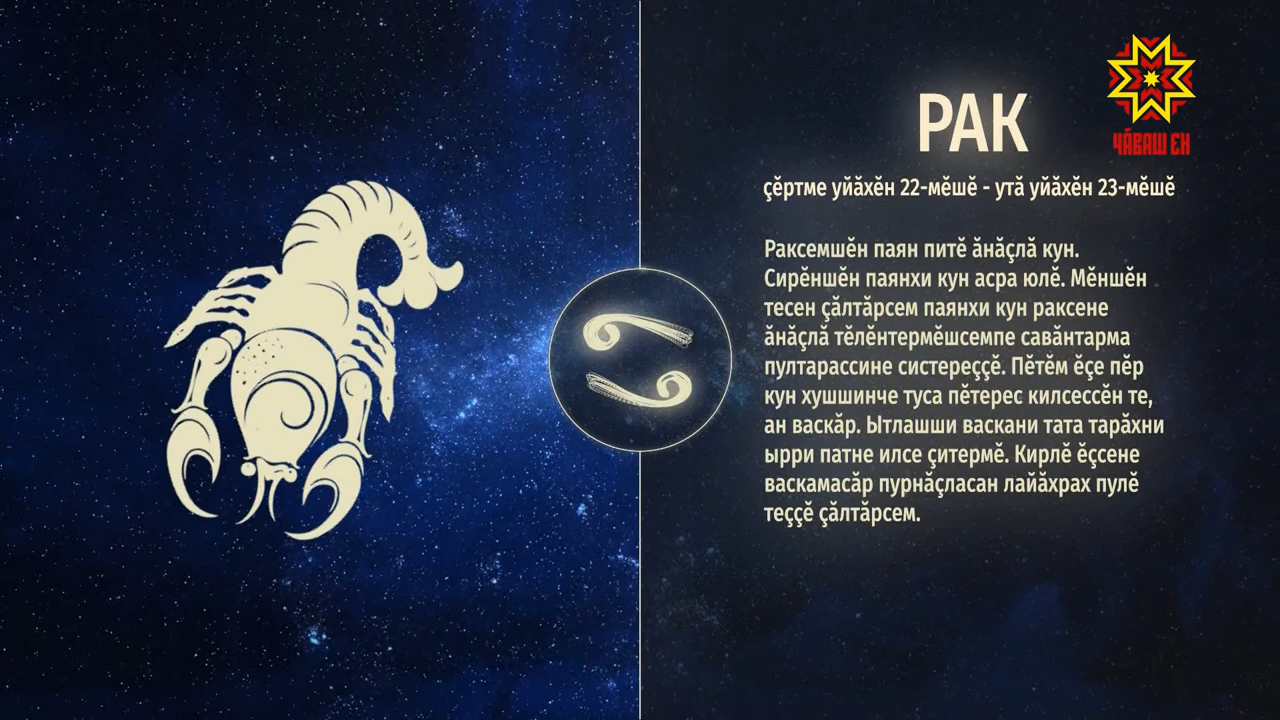 РАК
ЧӐВАШ ЕН
ҫӗртме уйӑхӗн 22-мӗшӗ - утӑ уйӑхӗн 23-мӗшӗ
Раксемшӗн паян питӗ ӑнӑҫлӑ кун.
Сирӗншӗн паянхи кун асра юлӗ. Мӗншӗн
тесен ҫӑлтӑрсем паянхи кун раксене
ӑнӑҫлӑ тӗлӗнтермӗшсемпе савӑнтарма
пултарассине систереҫҫӗ. Пӗтӗм ӗҫе пӗр
кун хушшинче туса пӗтерес килсессӗн те,
ан васкӑр. Ытлашши васкани тата тарӑхни
ырри патне илсе ҫитермӗ. Кирлӗ ӗҫсене
васкамасӑр пурнӑҫласан лайӑхрах пулӗ
теҫҫӗ ҫӑлтӑрсем.